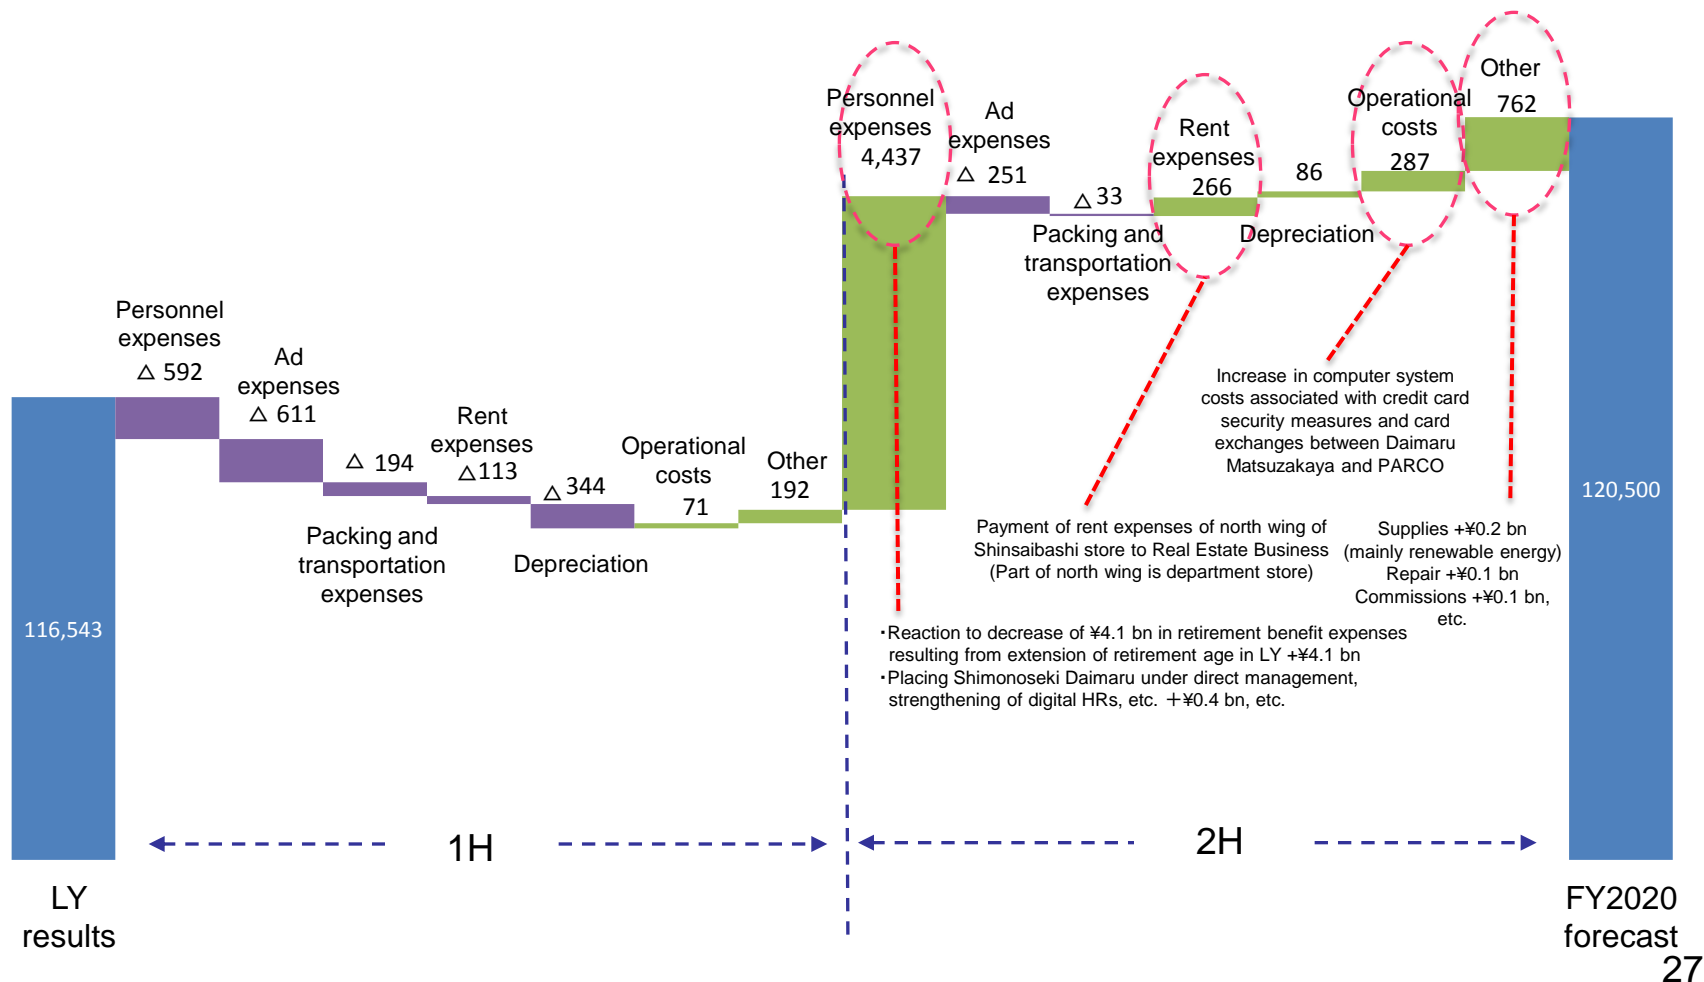 Personnel
expenses
△ 592
Ad
expenses
△ 611
△ 194
Packing and
transportation
expenses
Rent
expenses
△113
△344
Depreciation
Operational
costs
71
Other
192
Personnel
expenses
4,437
Ad
expenses
△ 251
△33
Packing and
transportation
expenses
Rent
expenses
266
86
Depreciation
Operational
costs
287
Other
762
Increase in computer system
costs associated with credit card
security measures and card
exchanges between Daimaru
Matsuzakaya and PARCO
Payment of rent expenses of north wing of
Shinsaibashi store to Real Estate Business
(Part of north wing is department store)
Supplies +¥0.2 bn
(mainly renewable energy)
Repair +¥0.1 bn
Commissions +¥0.1 bn,
etc.
・Reaction to decrease of ¥4.1 bn in retirement benefit expenses
resulting from extension of retirement age in LY +¥4.1 bn
・Placing Shimonoseki Daimaru under direct management,
strengthening of digital HRs, etc. ＋¥0.4 bn, etc.
116,543
120,500
1H
2H
LY
results
FY2020
forecast
27